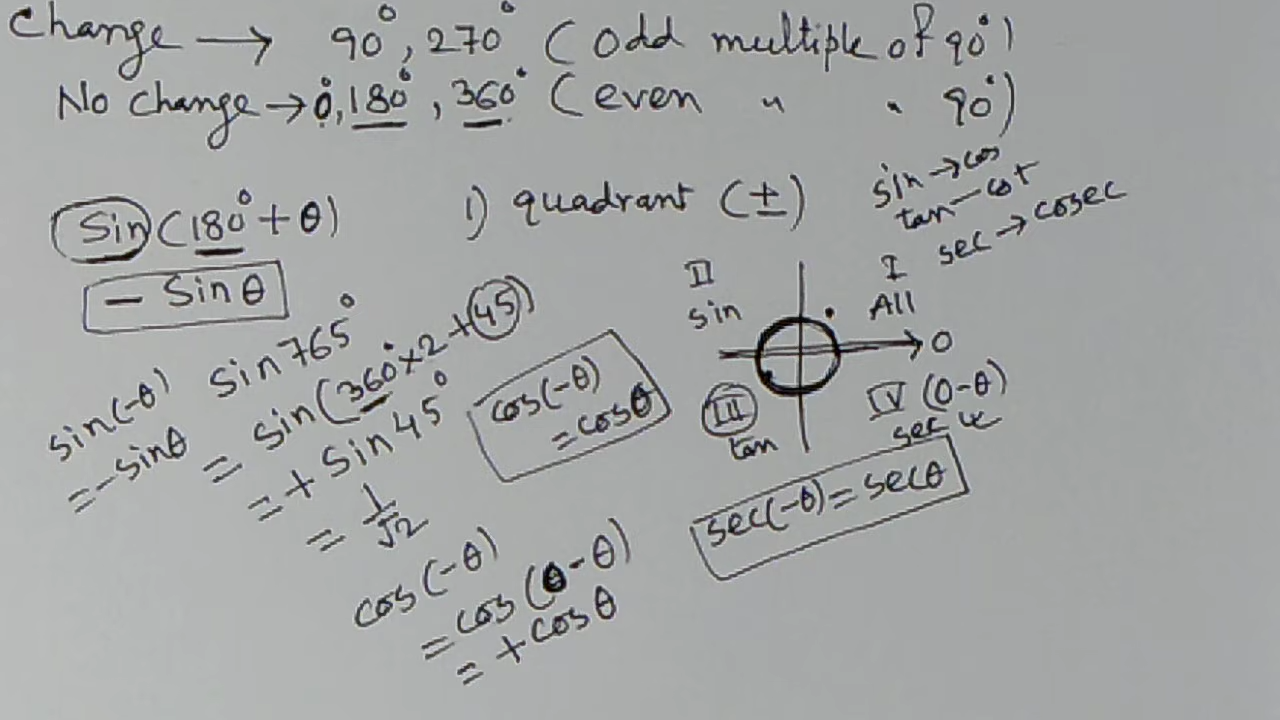 Change → 90°, 270° (odd multiple of 90°)
No change → 0°, 180°, 360° (even 〃 〃 90°)
Sin(180° + θ)
- Sinθ
1) quadrant (±)
sin → cos
tan — cot
sec → cosec
II
sin
I
All
0
III
tan
IV (0-θ)
sec
sin(-θ)
= -sinθ
sin765°
= sin(360°×2+45)
= + sin45°
= 1/√2
cos(-θ)
= cosθ
sec(-θ) = secθ
cos(-θ)
= cos(0-θ)
= + cosθ